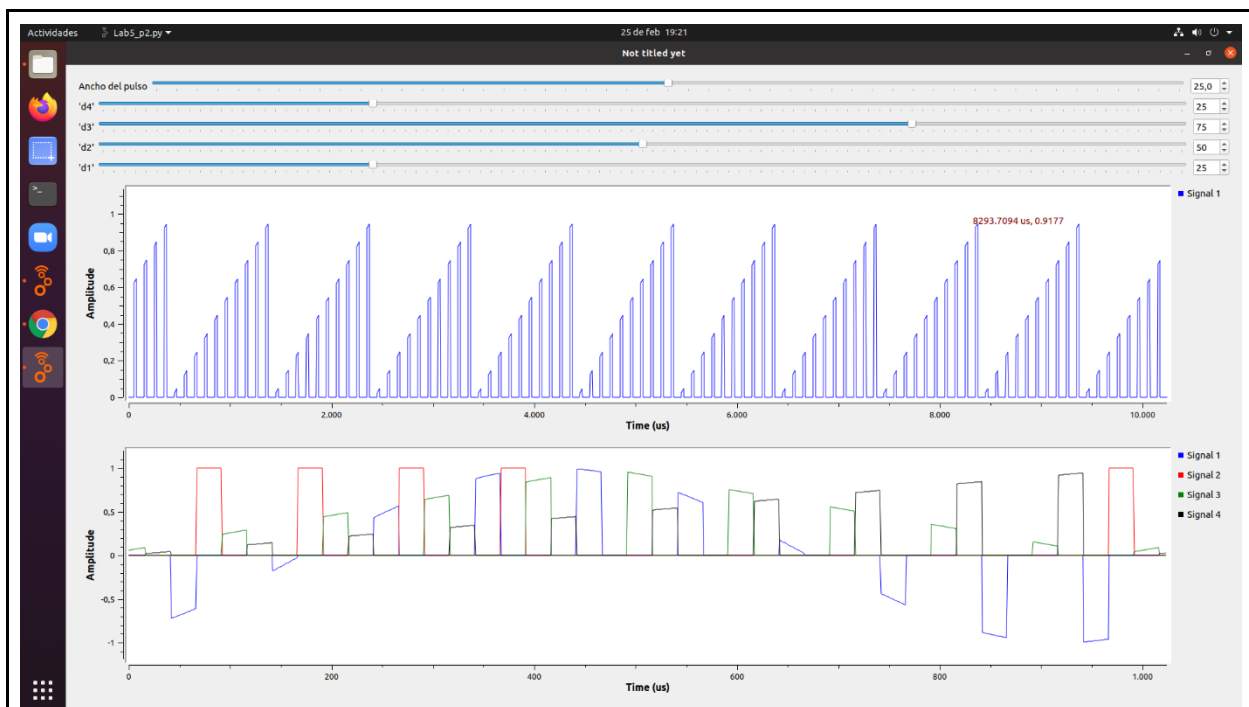 Actividades Lab5_p2.py 25 de feb 19:21
Not titled yet
Ancho del pulso 25,0
'd4' 25
'd3' 75
'd2' 50
'd1' 25
Signal 1
8293.7094 us, 0.9177
1
0,8
0,6
0,4
0,2
0
Amplitude
0 2.000 4.000 6.000 8.000 10.000
Time (us)
Signal 1
Signal 2
Signal 3
Signal 4
1
0,5
0
-0,5
-1
Amplitude
0 200 400 600 800 1.000
Time (us)